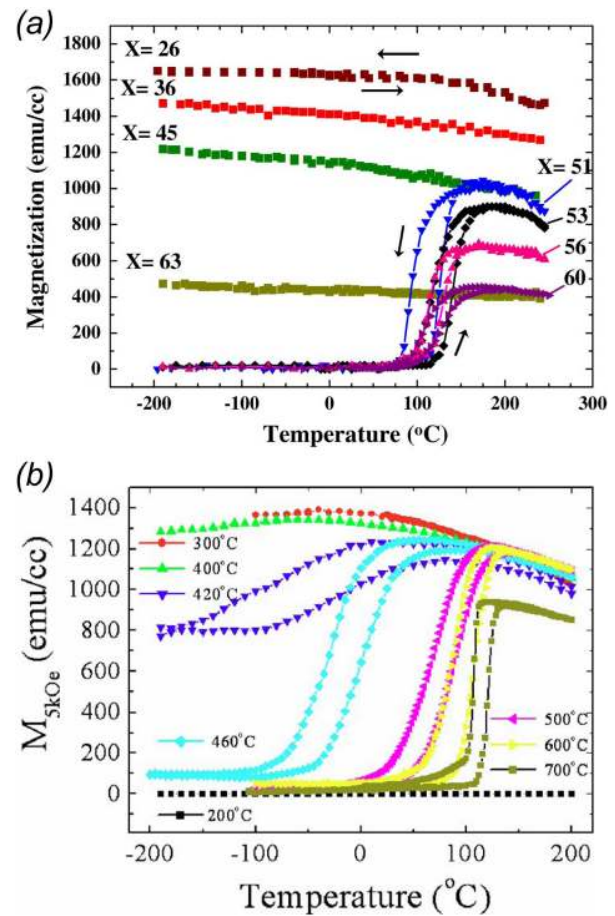 (a)
1800
1600
1400
1200
1000
800
600
400
200
0
X= 26
X= 36
X= 45
X= 63
X= 51
53
56
60
Magnetization (emu/cc)
-200 -100 0 100 200 300
Temperature (°C)
(b)
1400
1200
1000
800
600
400
200
0
M5kOe (emu/cc)
300°C
400°C
420°C
460°C
500°C
600°C
700°C
200°C
-200 -100 0 100 200
Temperature (°C)